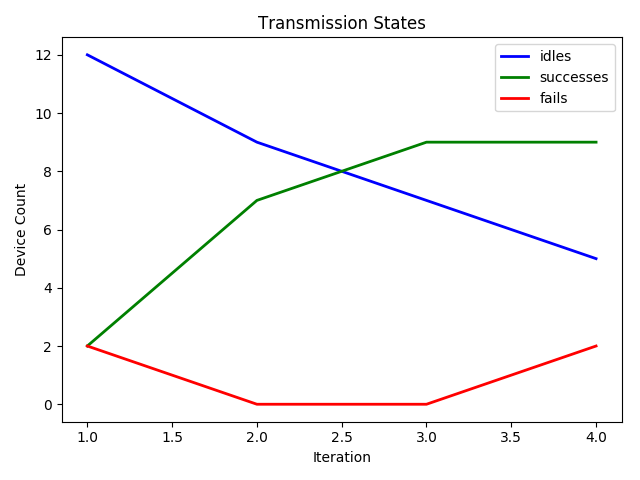 Transmission States
idles
successes
fails
Device Count
12
10
8
6
4
2
0
1.0 1.5 2.0 2.5 3.0 3.5 4.0
Iteration